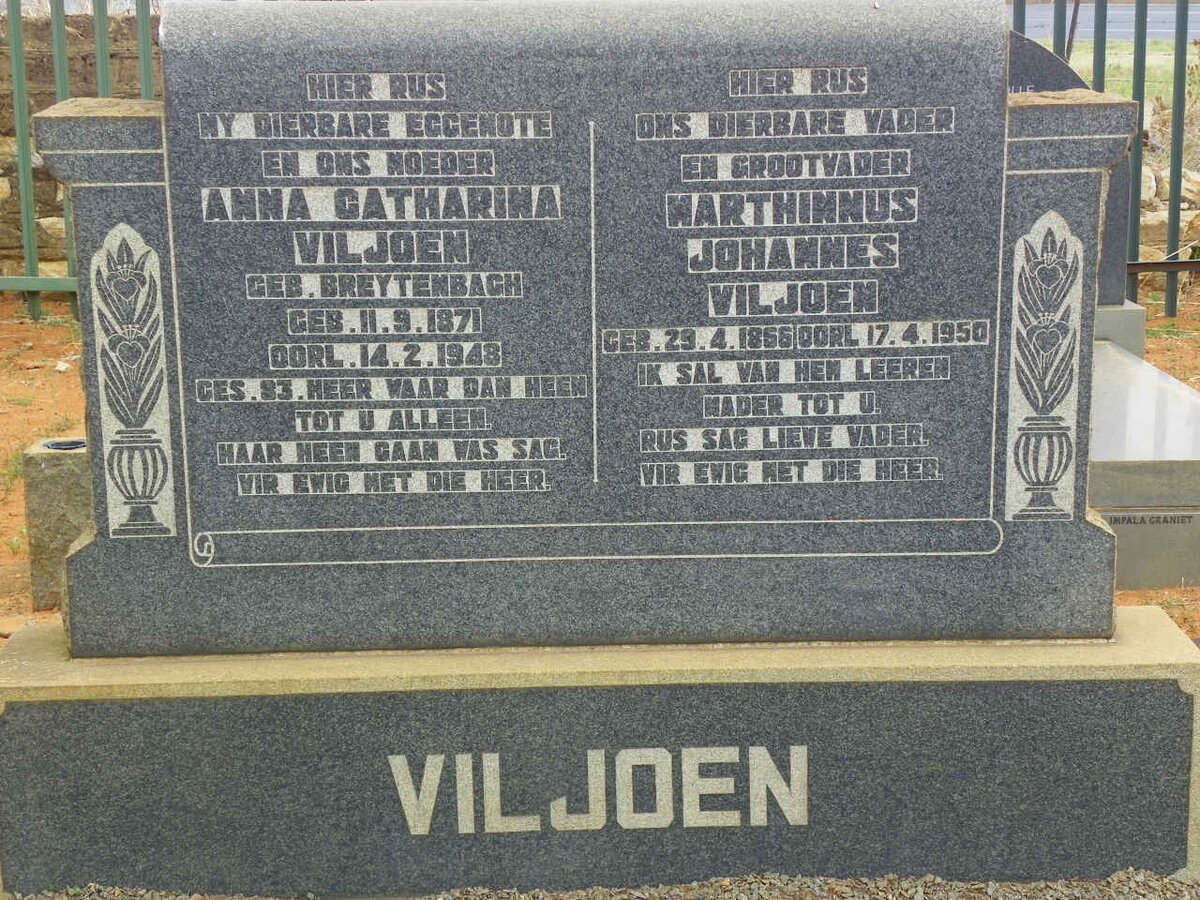 HIER RUS
MY DIERBARE EGGENOTE
EN ONS MOEDER
ANNA CATHARINA
VILJOEN
GEB. BREYTENBACH
GEB. 11.9.1871
OORL. 14.2.1948
GES. 93. HEER WAAR DAN HEEN
TOT U ALLEEN.
HAAR HEEN GAAN WAS SAG.
VIR EWIG MET DIE HEER.
HIER RUS
ONS DIERBARE VADER
EN GROOTVADER
MARTHINNUS
JOHANNES
VILJOEN
GEB. 29.4.1866 OORL 17.4.1950
IK SAL VAN HEM LEEREN
NADER TOT U.
RUS SAG LIEWE VADER.
VIR EWIG MET DIE HEER.
VILJOEN
IMPALA GRANIET